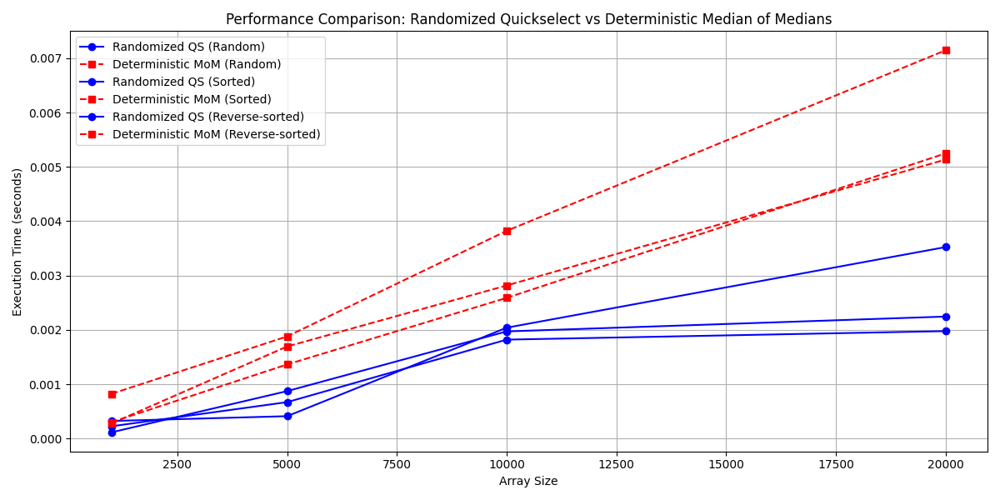 Performance Comparison: Randomized Quickselect vs Deterministic Median of Medians
Randomized QS (Random)
Deterministic MoM (Random)
Randomized QS (Sorted)
Deterministic MoM (Sorted)
Randomized QS (Reverse-sorted)
Deterministic MoM (Reverse-sorted)
Execution Time (seconds)
0.007
0.006
0.005
0.004
0.003
0.002
0.001
0.000
2500 5000 7500 10000 12500 15000 17500 20000
Array Size